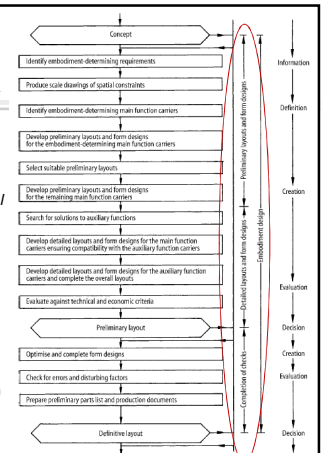 Concept
Identify embodiment-determining requirements
Information
Produce scale drawings of spatial constraints
Identify embodiment-determining main function carriers
Definition
Develop preliminary layouts and form designs
for the embodiment-determining main function carriers
Select suitable preliminary layouts
Develop preliminary layouts and form designs
for the remaining main function carriers
Creation
Search for solutions to auxiliary functions
Develop detailed layouts and form designs for the main function
carriers ensuring compatibility with the auxiliary function carriers
Develop detailed layouts and form designs for the auxiliary function
carriers and complete the overall layouts
Evaluation
Evaluate against technical and economic criteria
Preliminary layout
Decision
Optimise and complete form designs
Creation
Check for errors and disturbing factors
Evaluation
Prepare preliminary parts list and production documents
Definitive layout
Decision
Preliminary layouts and form designs
Detailed layouts and form designs
Completion of checks
Embodiment design